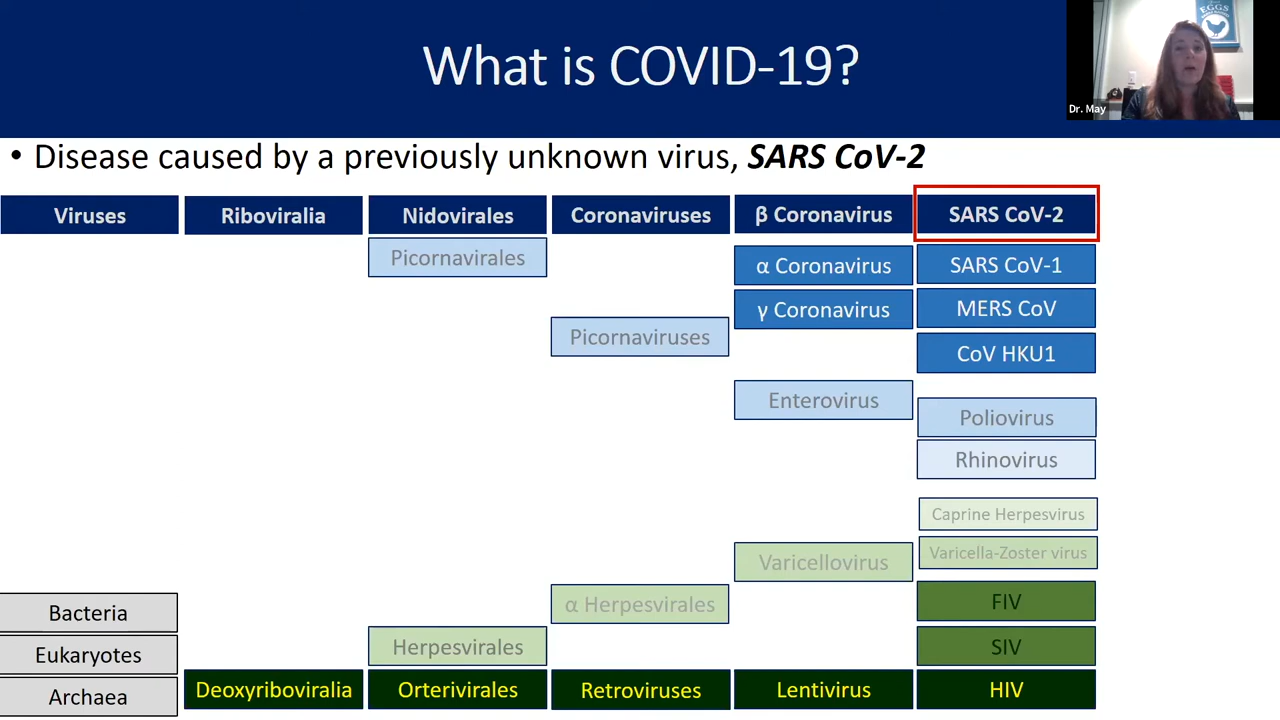 What is COVID-19?
EGGS
Dr. May
• Disease caused by a previously unknown virus, SARS CoV-2
Viruses
Riboviralia
Nidovirales
Coronaviruses
β Coronavirus
SARS CoV-2
Picornavirales
α Coronavirus
SARS CoV-1
γ Coronavirus
MERS CoV
Picornaviruses
CoV HKU1
Enterovirus
Poliovirus
Rhinovirus
Caprine Herpesvirus
Varicellovirus
Varicella-Zoster virus
Bacteria
α Herpesvirales
FIV
Eukaryotes
Herpesvirales
SIV
Archaea
Deoxyriboviralia
Orterivirales
Retroviruses
Lentivirus
HIV